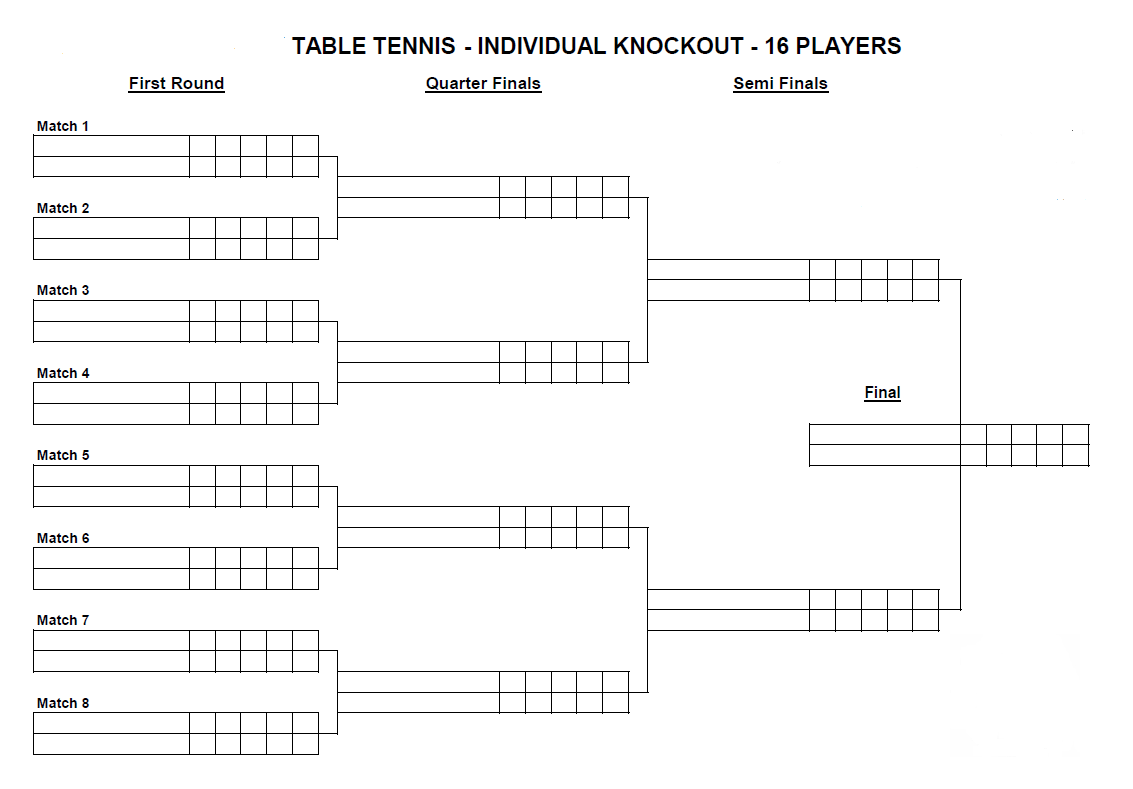 TABLE TENNIS - INDIVIDUAL KNOCKOUT - 16 PLAYERS
First Round
Quarter Finals
Semi Finals
Match 1
Match 2
Match 3
Match 4
Final
Match 5
Match 6
Match 7
Match 8